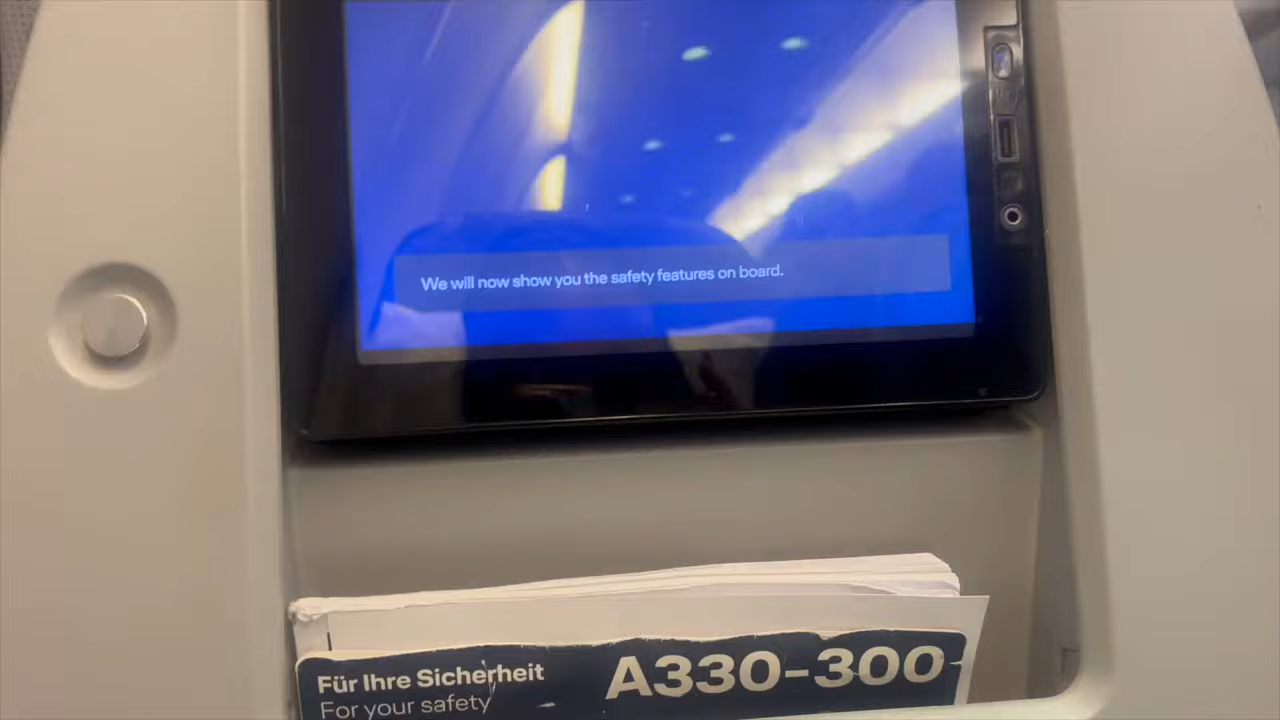 We will now show you the safety features on board.
Für Ihre Sicherheit
A330-300
For your safety